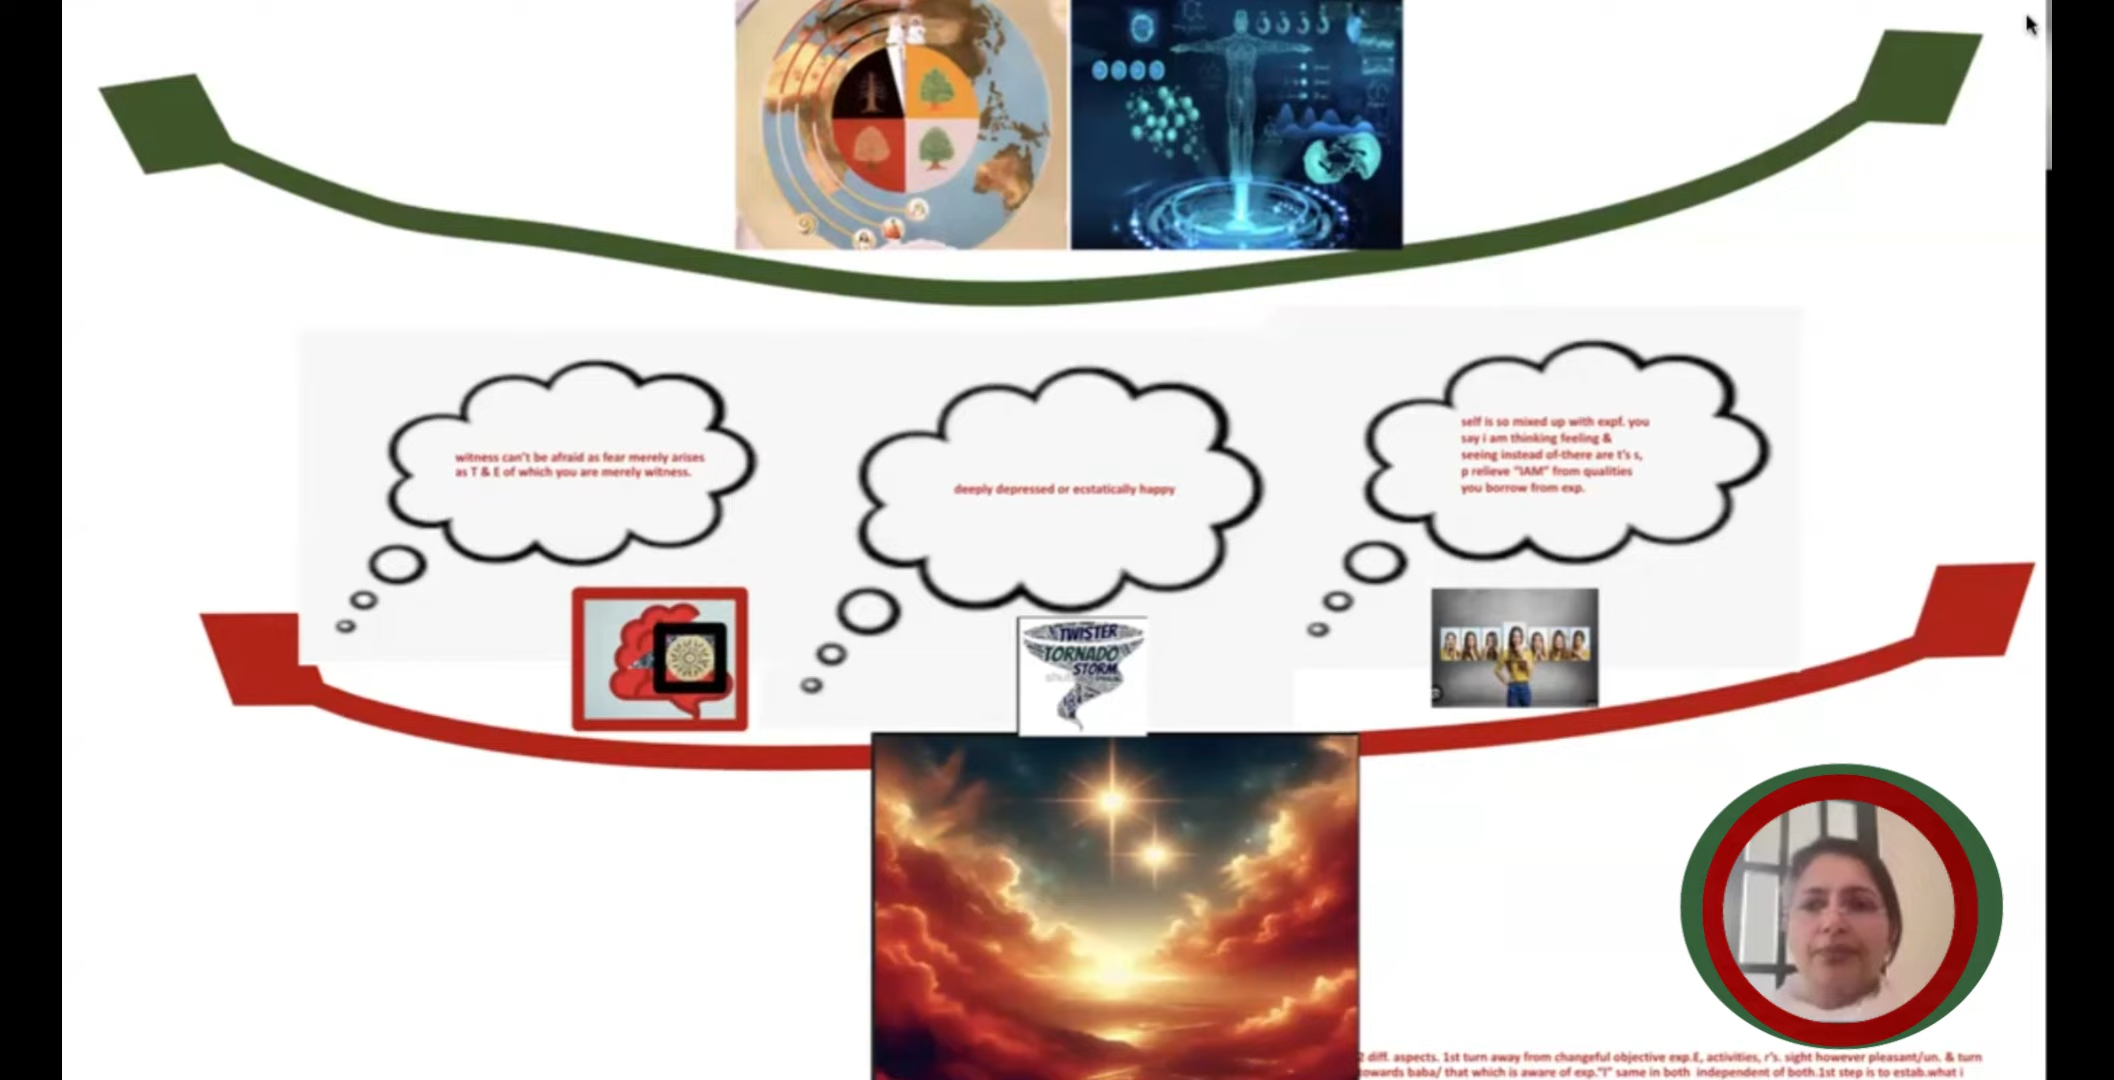 witness can't be afraid as fear merely arises
as T & E of which you are merely witness.
deeply depressed or ecstatically happy
self is so mixed up with expf. you
say i am thinking feeling &
seeing instead of-there are t's s,
p relieve "IAM" from qualities
you borrow from exp.
TWISTER
TORNADO
STORM
2 diff. aspects. 1st turn away from changeful objective exp.E, activities, r's. sight however pleasant/un. & turn
towards baba/ that which is aware of exp."I" same in both independent of both.1st step is to estab.what i